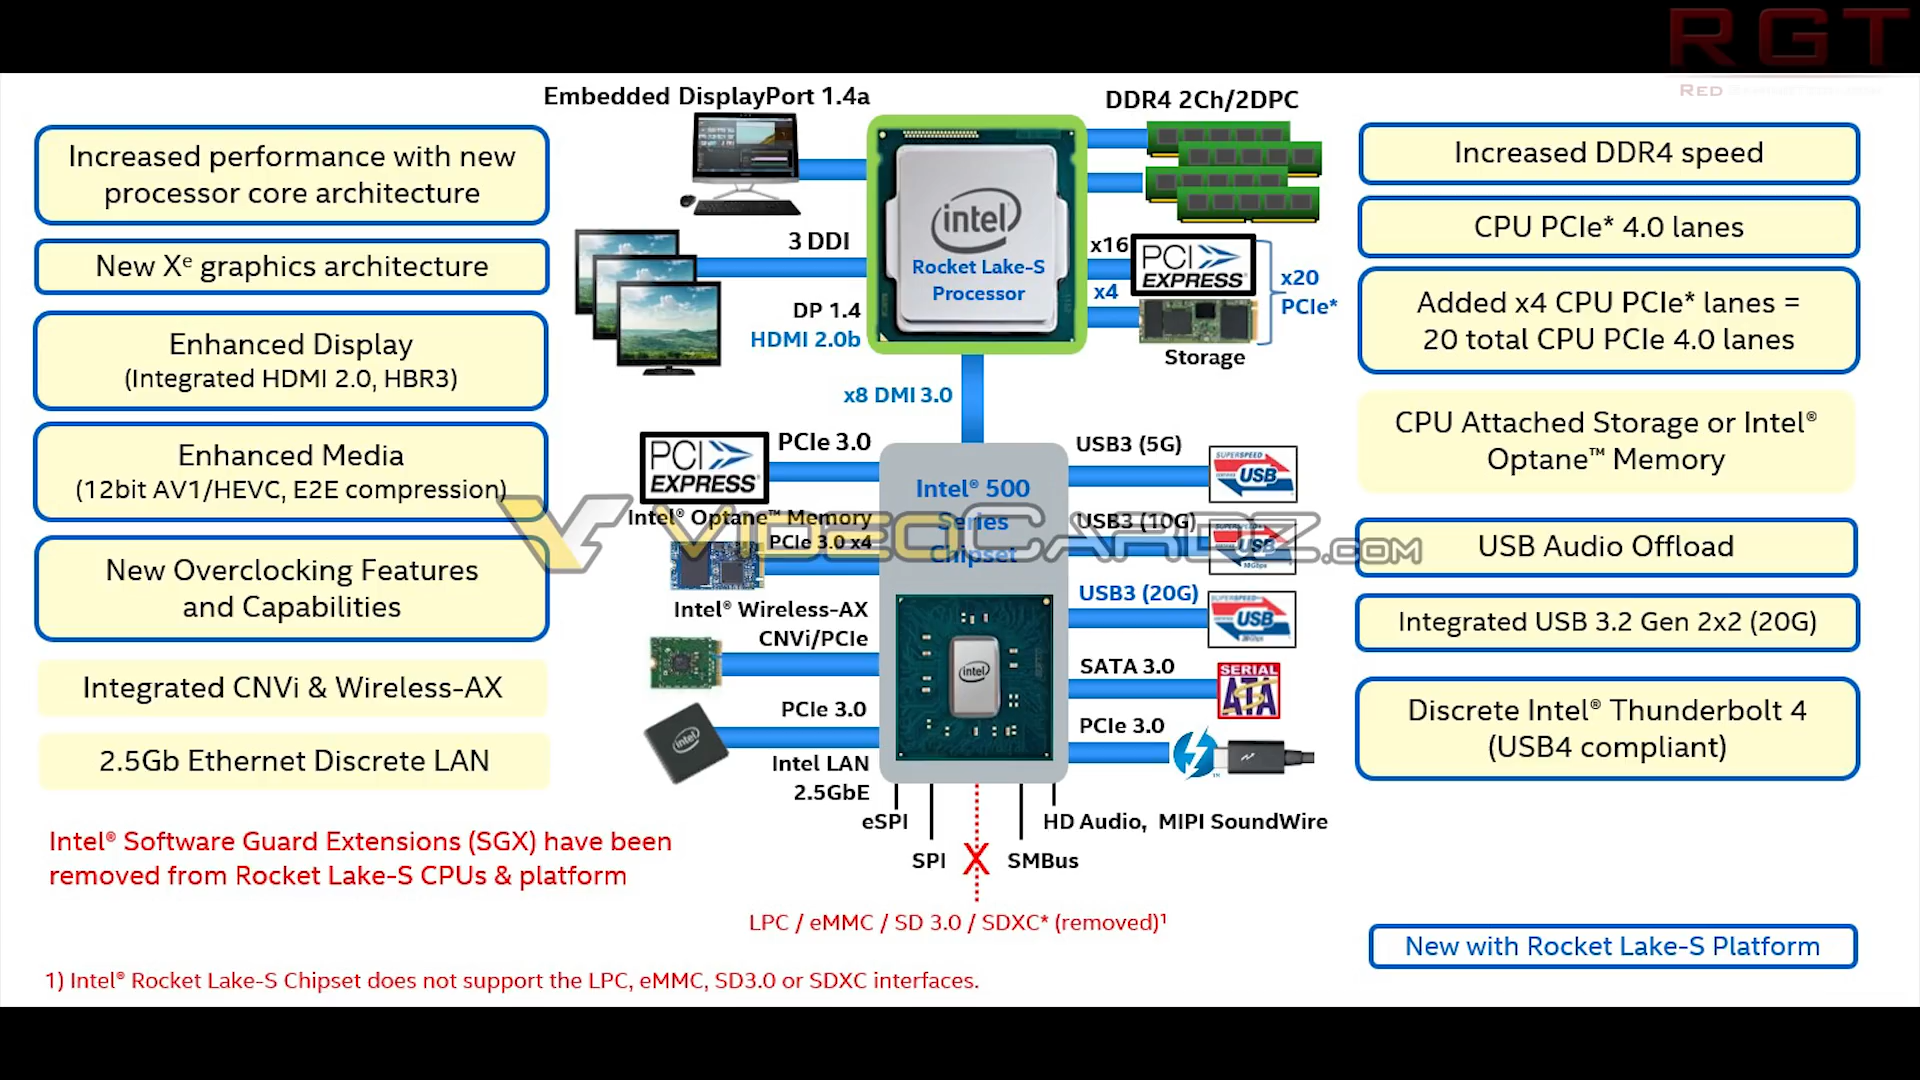 RGT
RED
Embedded DisplayPort 1.4a
DDR4 2Ch/2DPC
Increased performance with new
processor core architecture
New Xᵉ graphics architecture
Enhanced Display
(Integrated HDMI 2.0, HBR3)
Enhanced Media
(12bit AV1/HEVC, E2E compression)
New Overclocking Features
and Capabilities
Integrated CNVi & Wireless-AX
2.5Gb Ethernet Discrete LAN
3 DDI
DP 1.4
HDMI 2.0b
intel
Rocket Lake-S
Processor
x16
PCI
EXPRESS®
x4
x20
PCIe*
Storage
x8 DMI 3.0
PCI
EXPRESS®
PCIe 3.0
Intel® Optane™ Memory
PCIe 3.0 x4
Intel® Wireless-AX
CNVi/PCIe
PCIe 3.0
intel
Intel LAN
2.5GbE
Intel® 500
Series
Chipset
intel
USB3 (5G)
SUPERSPEED
USB
USB3 (10G)
USB
10Gbps
USB3 (20G)
SUPERSPEED
USB
SATA 3.0
SERIAL
ATA
PCIe 3.0
eSPI
SPI
X
SMBus
HD Audio, MIPI SoundWire
LPC / eMMC / SD 3.0 / SDXC* (removed)¹
VIDEOCARDZ.COM
Increased DDR4 speed
CPU PCIe* 4.0 lanes
Added x4 CPU PCIe* lanes =
20 total CPU PCIe 4.0 lanes
CPU Attached Storage or Intel®
Optane™ Memory
USB Audio Offload
Integrated USB 3.2 Gen 2x2 (20G)
Discrete Intel® Thunderbolt 4
(USB4 compliant)
Intel® Software Guard Extensions (SGX) have been
removed from Rocket Lake-S CPUs & platform
New with Rocket Lake-S Platform
1) Intel® Rocket Lake-S Chipset does not support the LPC, eMMC, SD3.0 or SDXC interfaces.